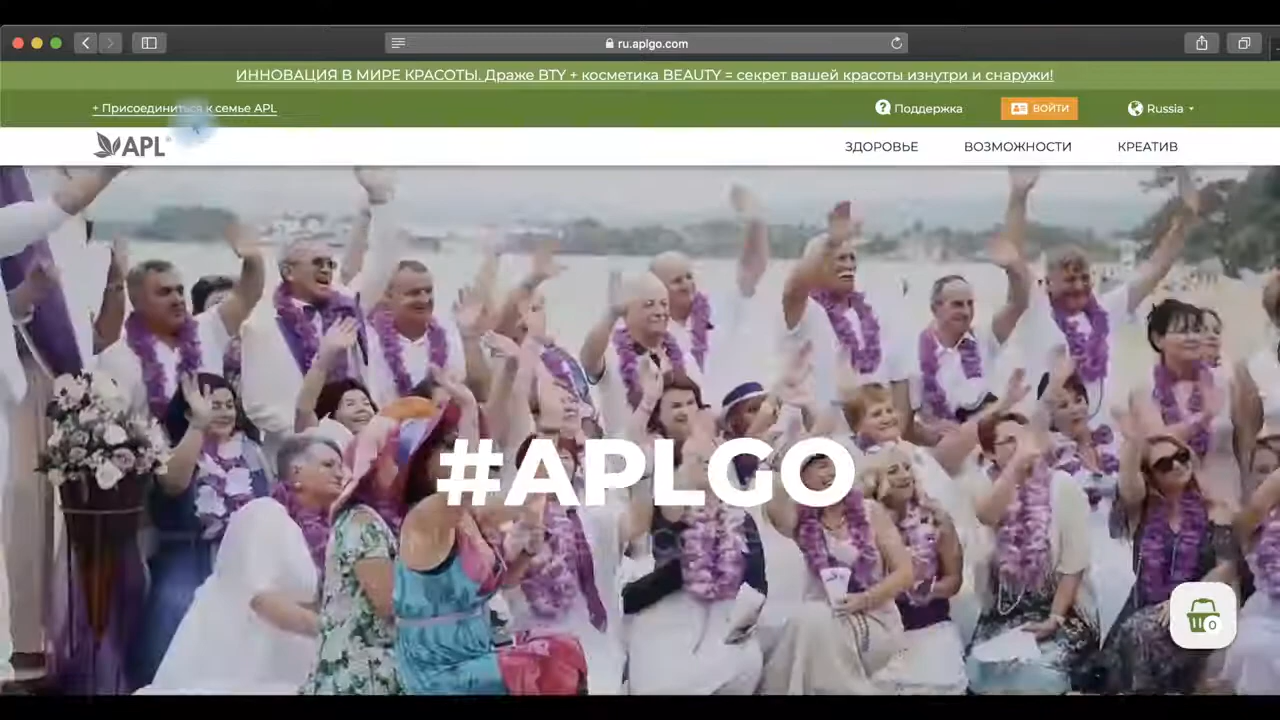 ru.aplgo.com
ИННОВАЦИЯ В МИРЕ КРАСОТЫ. Драже BTY + косметика BEAUTY = секрет вашей красоты изнутри и снаружи!
+ Присоединиться к семье APL
Поддержка
ВОЙТИ
Russia
APL
ЗДОРОВЬЕ
ВОЗМОЖНОСТИ
КРЕАТИВ
#APLGO
0